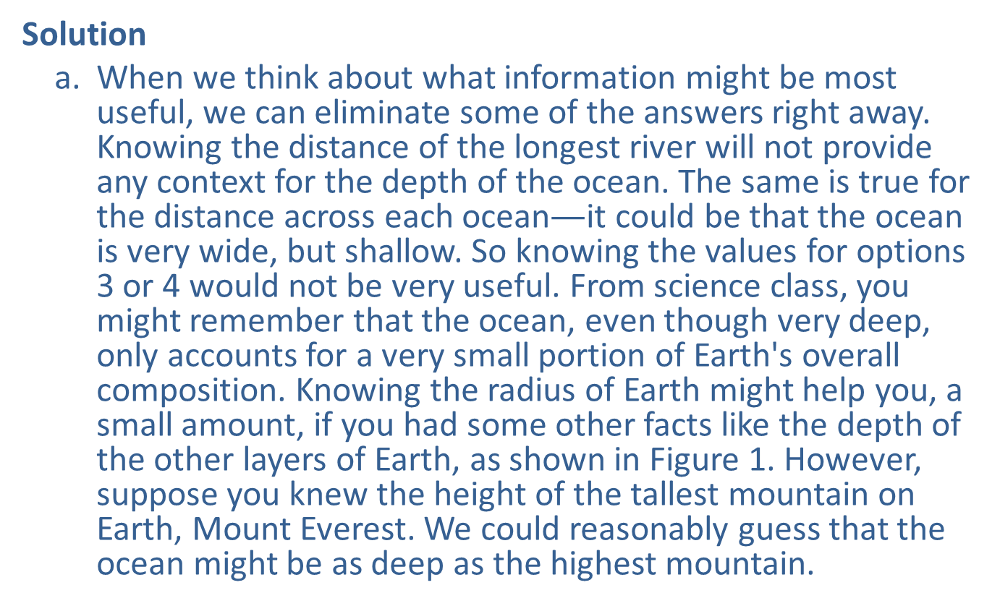 Solution
a. When we think about what information might be most
useful, we can eliminate some of the answers right away.
Knowing the distance of the longest river will not provide
any context for the depth of the ocean. The same is true for
the distance across each ocean—it could be that the ocean
is very wide, but shallow. So knowing the values for options
3 or 4 would not be very useful. From science class, you
might remember that the ocean, even though very deep,
only accounts for a very small portion of Earth's overall
composition. Knowing the radius of Earth might help you, a
small amount, if you had some other facts like the depth of
the other layers of Earth, as shown in Figure 1. However,
suppose you knew the height of the tallest mountain on
Earth, Mount Everest. We could reasonably guess that the
ocean might be as deep as the highest mountain.